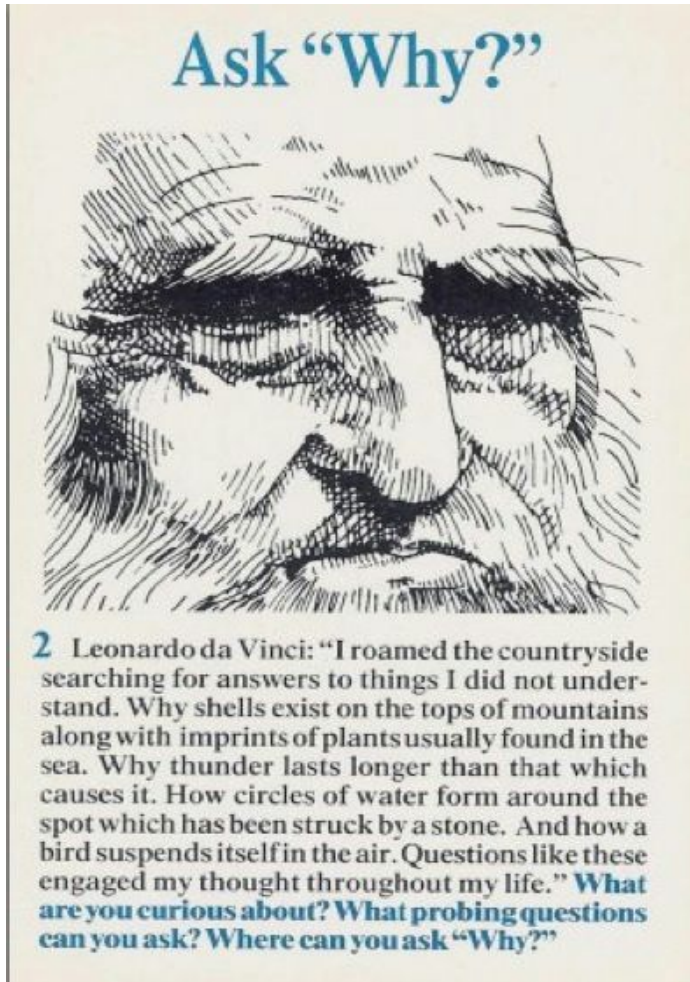 Ask “Why?”
2 Leonardo da Vinci: “I roamed the countryside
searching for answers to things I did not under-
stand. Why shells exist on the tops of mountains
along with imprints of plants usually found in the
sea. Why thunder lasts longer than that which
causes it. How circles of water form around the
spot which has been struck by a stone. And how a
bird suspends itself in the air. Questions like these
engaged my thought throughout my life.” What
are you curious about? What probing questions
can you ask? Where can you ask “Why?”